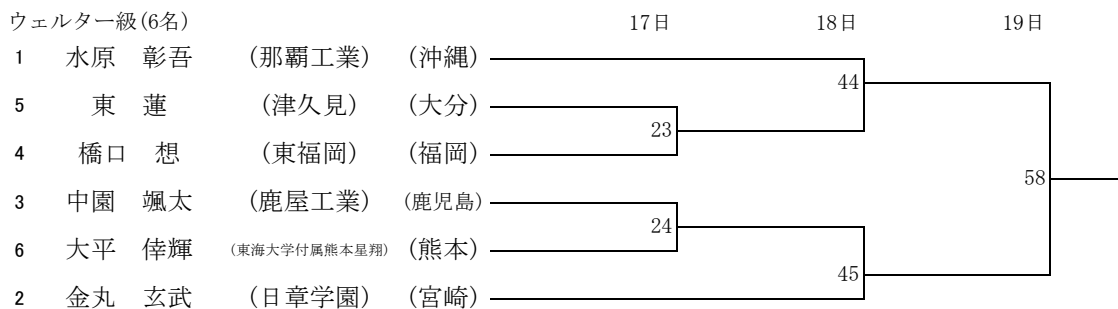 ウェルター級(6名) 17日 18日 19日
1 水原 彰吾 (那覇工業) (沖縄)
44
5 東 蓮 (津久見) (大分)
23
4 橋口 想 (東福岡) (福岡)
58
3 中園 颯太 (鹿屋工業) (鹿児島)
24
6 大平 倖輝 (東海大学付属熊本星翔) (熊本)
45
2 金丸 玄武 (日章学園) (宮崎)